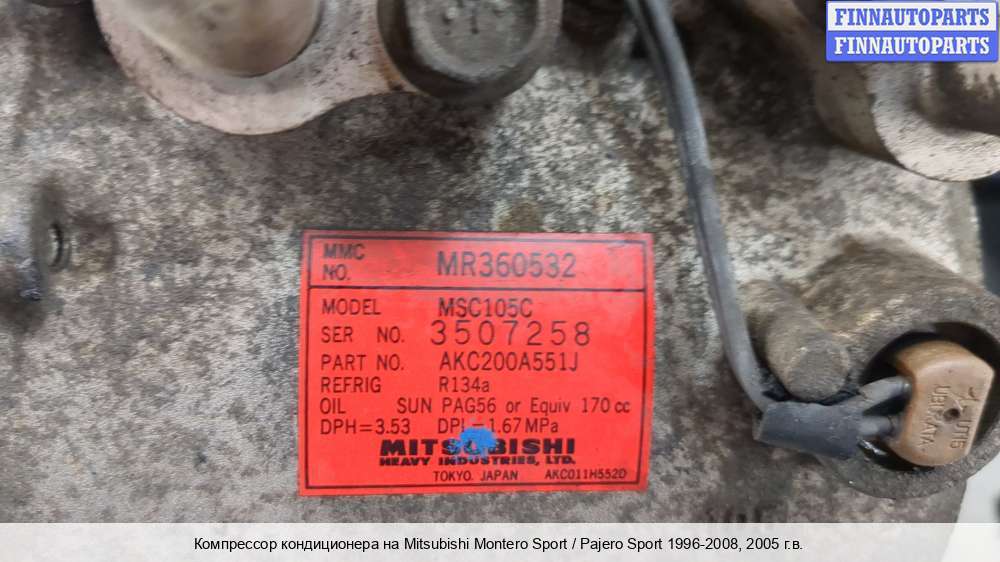 FINNAUTOPARTS
FINNAUTOPARTS
MMC NO. MR360532
MODEL MSC105C
SER NO. 3507258
PART NO. AKC200A551J
REFRIG R134a
OIL SUN PAG56 or Equiv 170 cc
DPH=3.53 DPL=1.67 MPa
MITSUBISHI
HEAVY INDUSTRIES, LTD.
TOKYO. JAPAN AKC011H552D
Компрессор кондиционера на Mitsubishi Montero Sport / Pajero Sport 1996-2008, 2005 г.в.